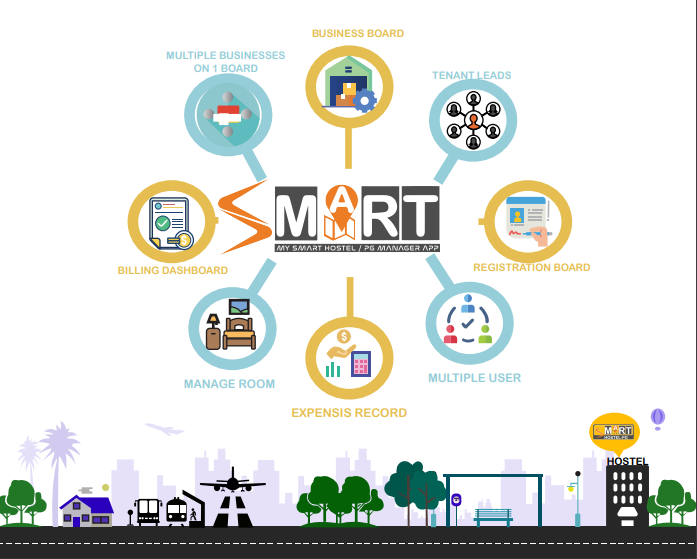 BUSINESS BOARD
MULTIPLE BUSINESSES
ON 1 BOARD
TENANT LEADS
SMART
MY SMART HOSTEL / PG MANAGER APP
BILLING DASHBOARD
REGISTRATION BOARD
MANAGE ROOM
MULTIPLE USER
EXPENSIS RECORD
SMART
HOSTEL-PG
HOSTEL